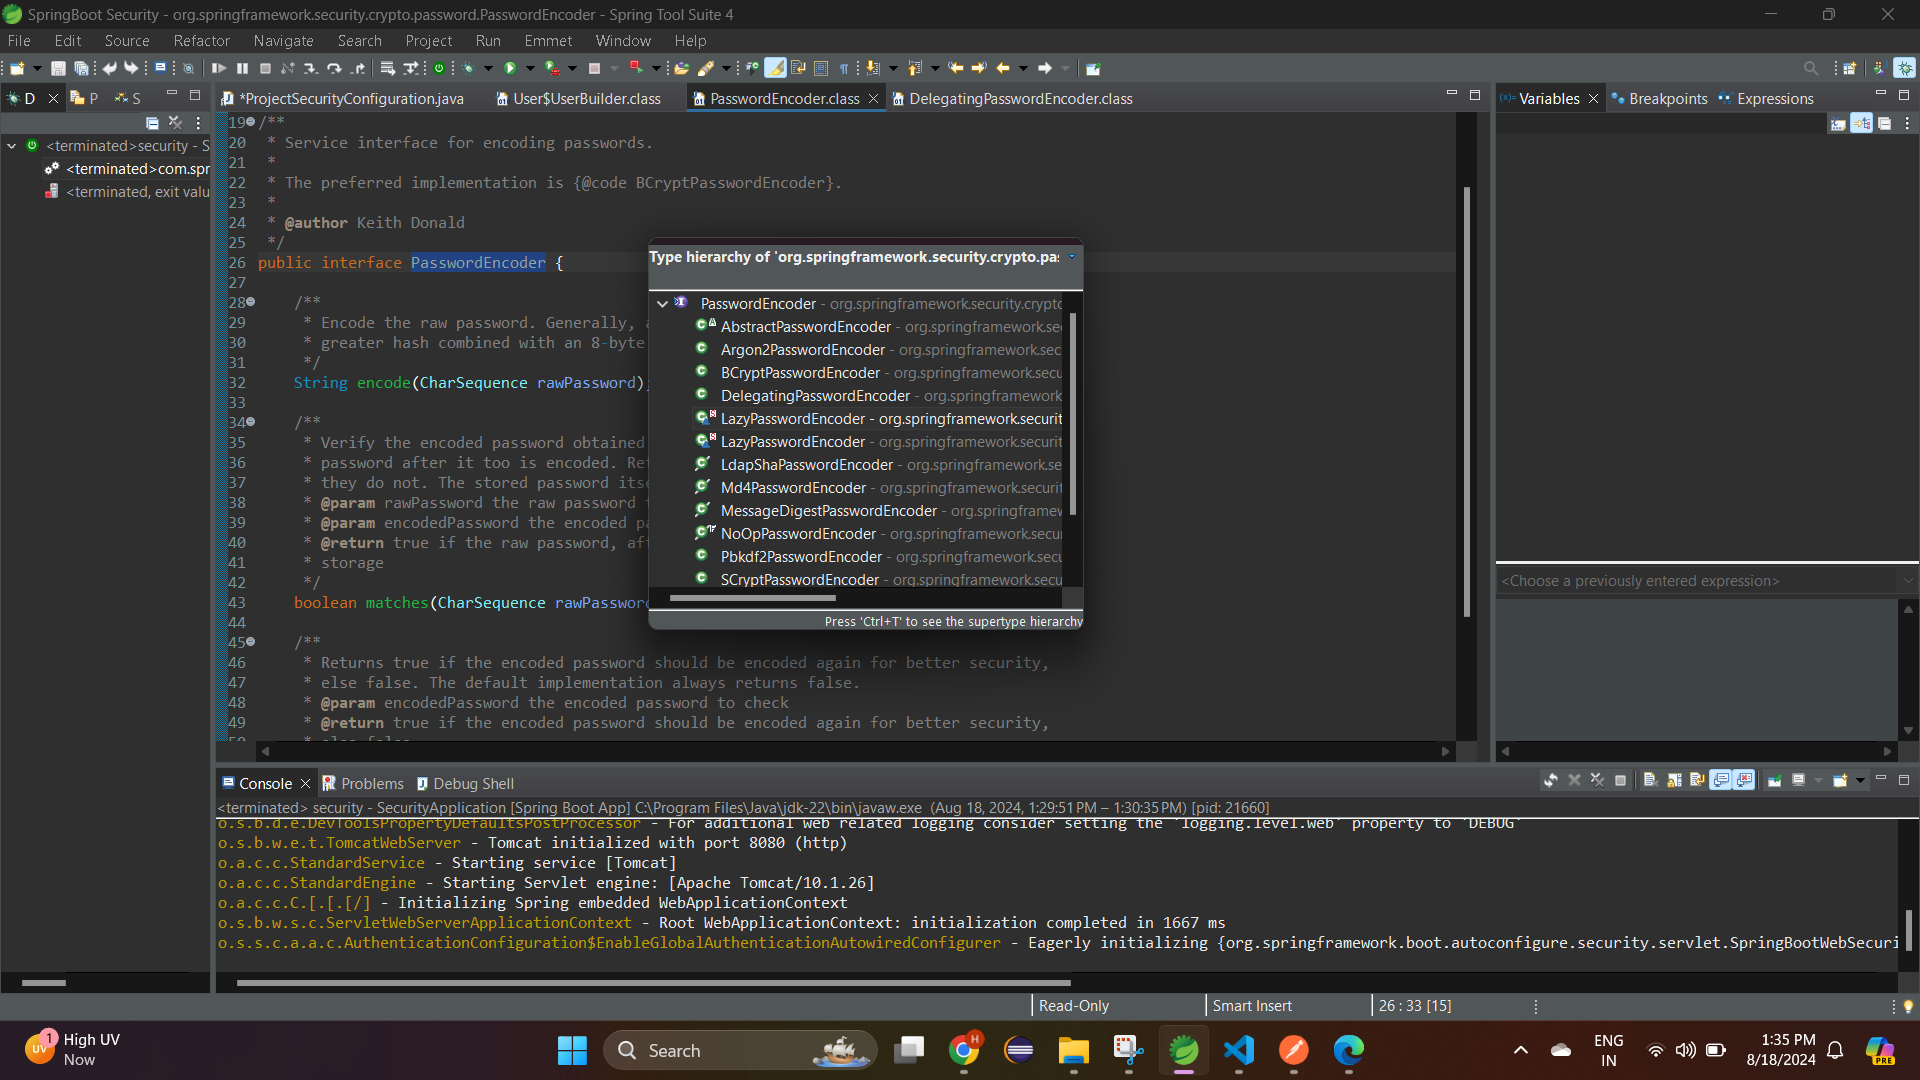 SpringBoot Security - org.springframework.security.crypto.password.PasswordEncoder - Spring Tool Suite 4
File Edit Source Refactor Navigate Search Project Run Emmet Window Help
D P S
*ProjectSecurityConfiguration.java User$UserBuilder.class PasswordEncoder.class DelegatingPasswordEncoder.class
Variables Breakpoints Expressions
<terminated>security - S
<terminated>com.spr
<terminated, exit valu
19 /**
20 * Service interface for encoding passwords.
21 *
22 * The preferred implementation is {@code BCryptPasswordEncoder}.
23 *
24 * @author Keith Donald
25 */
26 public interface PasswordEncoder {
27
28 /**
29 * Encode the raw password. Generally, a
30 * greater hash combined with an 8-byte
31 */
32 String encode(CharSequence rawPassword);
33
34 /**
35 * Verify the encoded password obtained
36 * password after it too is encoded. Ret
37 * they do not. The stored password itse
38 * @param rawPassword the raw password t
39 * @param encodedPassword the encoded pa
40 * @return true if the raw password, aft
41 * storage
42 */
43 boolean matches(CharSequence rawPassword
44
45 /**
46 * Returns true if the encoded password should be encoded again for better security,
47 * else false. The default implementation always returns false.
48 * @param encodedPassword the encoded password to check
49 * @return true if the encoded password should be encoded again for better security,
50 * else false
Type hierarchy of 'org.springframework.security.crypto.pas
PasswordEncoder - org.springframework.security.crypto
AbstractPasswordEncoder - org.springframework.se
Argon2PasswordEncoder - org.springframework.sec
BCryptPasswordEncoder - org.springframework.secu
DelegatingPasswordEncoder - org.springframework
LazyPasswordEncoder - org.springframework.securit
LazyPasswordEncoder - org.springframework.securit
LdapShaPasswordEncoder - org.springframework.se
Md4PasswordEncoder - org.springframework.securit
MessageDigestPasswordEncoder - org.springframew
NoOpPasswordEncoder - org.springframework.secur
Pbkdf2PasswordEncoder - org.springframework.secu
SCryptPasswordEncoder - org.springframework.secu
Press 'Ctrl+T' to see the supertype hierarchy
<Choose a previously entered expression>
Console Problems Debug Shell
<terminated> security - SecurityApplication [Spring Boot App] C:\Program Files\Java\jdk-22\bin\javaw.exe (Aug 18, 2024, 1:29:51 PM – 1:30:35 PM) [pid: 21660]
o.s.b.d.e.DevToolsPropertyDefaultsPostProcessor - For additional web related logging consider setting the 'logging.level.web' property to 'DEBUG'
o.s.b.w.e.t.TomcatWebServer - Tomcat initialized with port 8080 (http)
o.a.c.c.StandardService - Starting service [Tomcat]
o.a.c.c.StandardEngine - Starting Servlet engine: [Apache Tomcat/10.1.26]
o.a.c.c.C.[.[.[/] - Initializing Spring embedded WebApplicationContext
o.s.b.w.s.c.ServletWebServerApplicationContext - Root WebApplicationContext: initialization completed in 1667 ms
o.s.s.c.a.a.c.AuthenticationConfiguration$EnableGlobalAuthenticationAutowiredConfigurer - Eagerly initializing {org.springframework.boot.autoconfigure.security.servlet.SpringBootWebSecuri
Read-Only Smart Insert 26 : 33 [15]
UV 1 High UV
Now
Search
H
PRE
ENG
IN
1:35 PM
8/18/2024